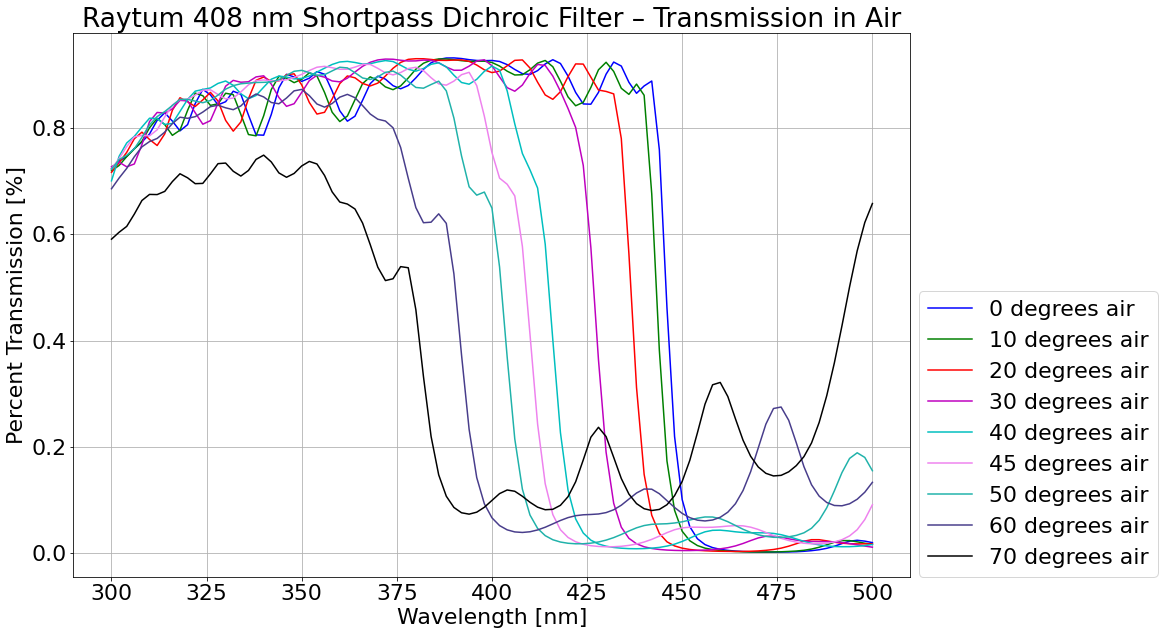 Raytum 408 nm Shortpass Dichroic Filter – Transmission in Air
Percent Transmission [%]
0.8
0.6
0.4
0.2
0.0
300 325 350 375 400 425 450 475 500
Wavelength [nm]
0 degrees air
10 degrees air
20 degrees air
30 degrees air
40 degrees air
45 degrees air
50 degrees air
60 degrees air
70 degrees air